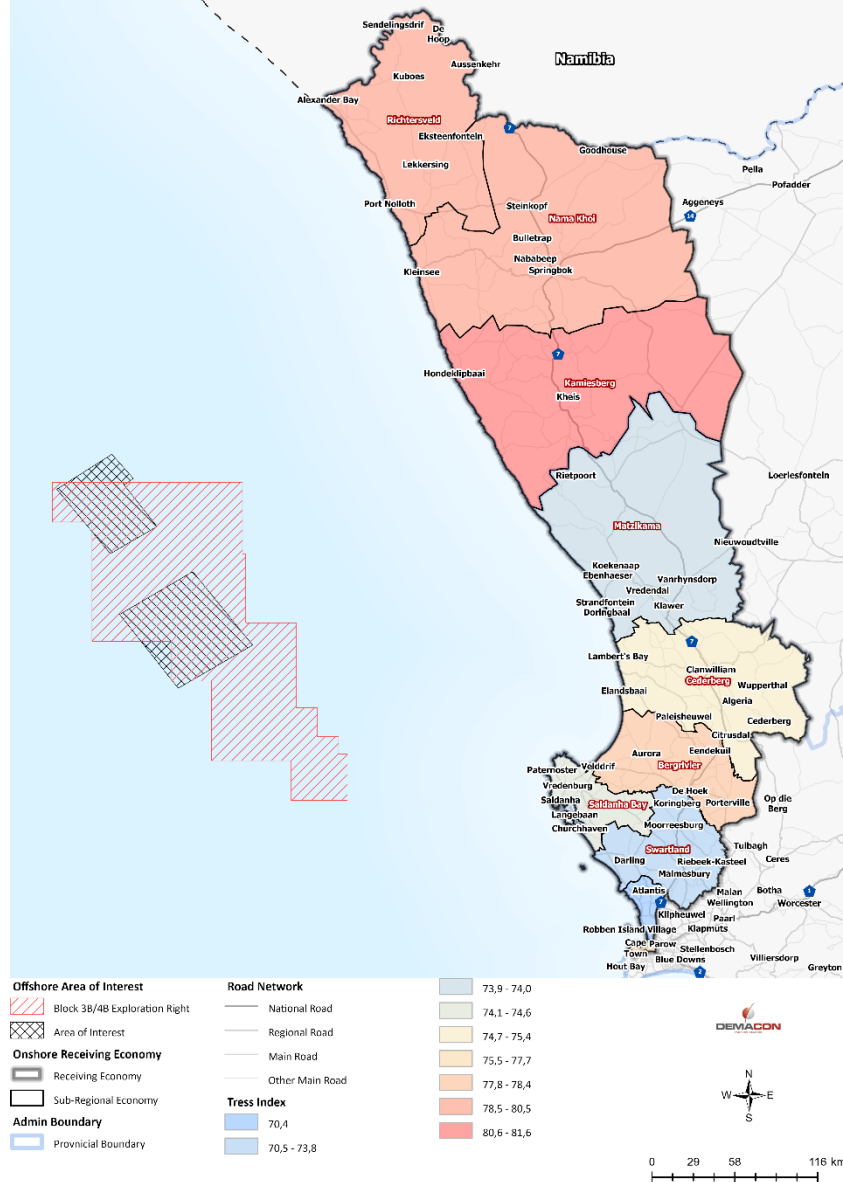 Sendelingsdrif
De
Hoop
Aussenkehr
Namibia
Kuboes
Alexander Bay
Richtersveld
Eksteenfontein
7
Goodhouse
Lekkersing
Pella
Pofadder
Port Nolloth
Steinkopf
Aggeneys
Nama Khoi
14
Bulletrap
Nababeep
Kleinsee
Springbok
7
Hondeklipbaai
Kamiesberg
Kheis
Rietpoort
Loeriesfontein
Matzikama
Nieuwoudtville
Koekenaap
Ebenhaeser
Vanrhynsdorp
Vredendal
Strandfontein
Klawer
Doringbaai
7
Lambert's Bay
Clanwilliam
Cederberg
Wupperthal
Elandsbaai
Algeria
Paleisheuwel
Cederberg
Citrusdal
Aurora
Eendekuil
Velddrif
Bergrivier
Paternoster
Vredenburg
De Hoek
Saldanha
Saldanha Bay
Koringberg
Porterville
Op die
Berg
Langebaan
Churchhaven
Moorreesburg
Swartland
Tulbagh
Darling
Riebeek-Kasteel
Ceres
Malmesbury
Atlantis
Malan
Botha
1
7
Wellington
Worcester
Klipheuwel
Paarl
Robben Island Village
Klapmuts
Cape
Town
Parow
Stellenbosch
Blue Downs
Villiersdorp
Hout Bay
2
Greyton
Offshore Area of Interest
Block 3B/4B Exploration Right
Area of Interest
Onshore Receiving Economy
Receiving Economy
Sub-Regional Economy
Admin Boundary
Provnicial Boundary
Road Network
National Road
Regional Road
Main Road
Other Main Road
Tress Index
70,4
70,5 - 73,8
73,9 - 74,0
74,1 - 74,6
74,7 - 75,4
75,5 - 77,7
77,8 - 78,4
78,5 - 80,5
80,6 - 81,6
DEMACON
N
W E
S
0 29 58 116 km